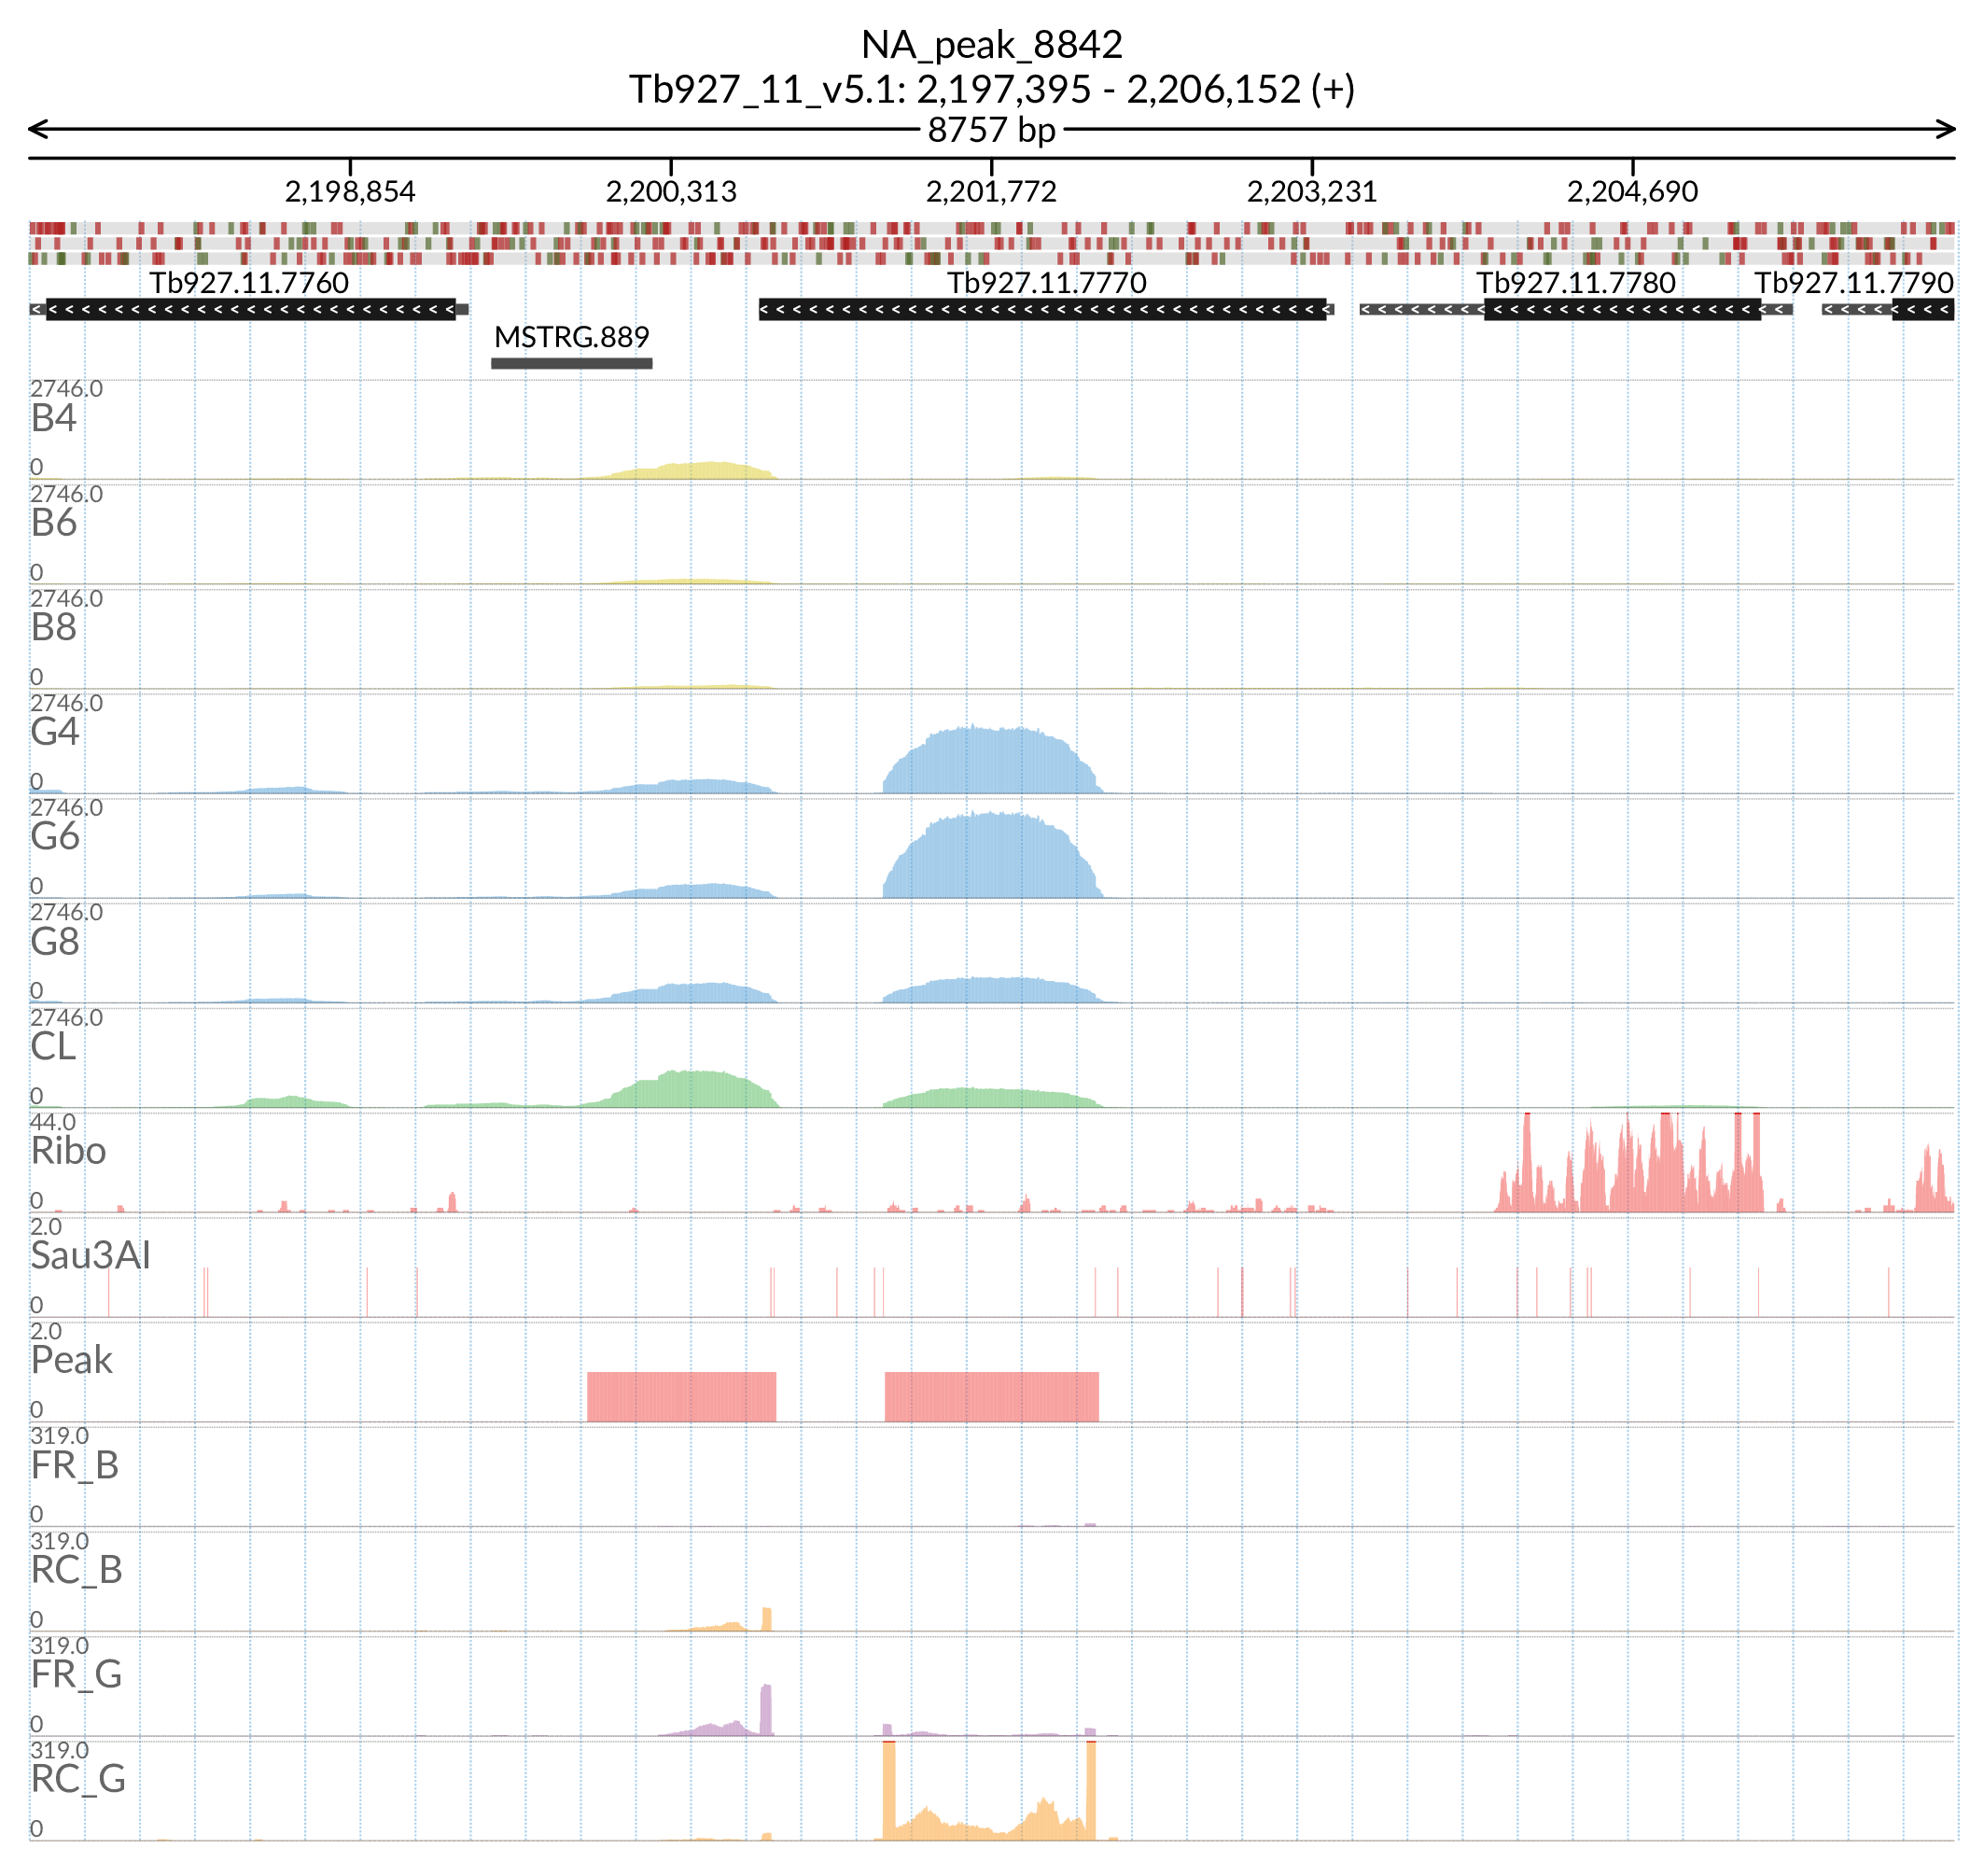 NA_peak_8842
Tb927_11_v5.1: 2,197,395 - 2,206,152 (+)
8757 bp
2,198,854 2,200,313 2,201,772 2,203,231 2,204,690
Tb927.11.7760 Tb927.11.7770 Tb927.11.7780 Tb927.11.7790
MSTRG.889
2746.0
B4
0
2746.0
B6
0
2746.0
B8
0
2746.0
G4
0
2746.0
G6
0
2746.0
G8
0
2746.0
CL
0
44.0
Ribo
0
2.0
Sau3AI
0
2.0
Peak
0
319.0
FR_B
0
319.0
RC_B
0
319.0
FR_G
0
319.0
RC_G
0